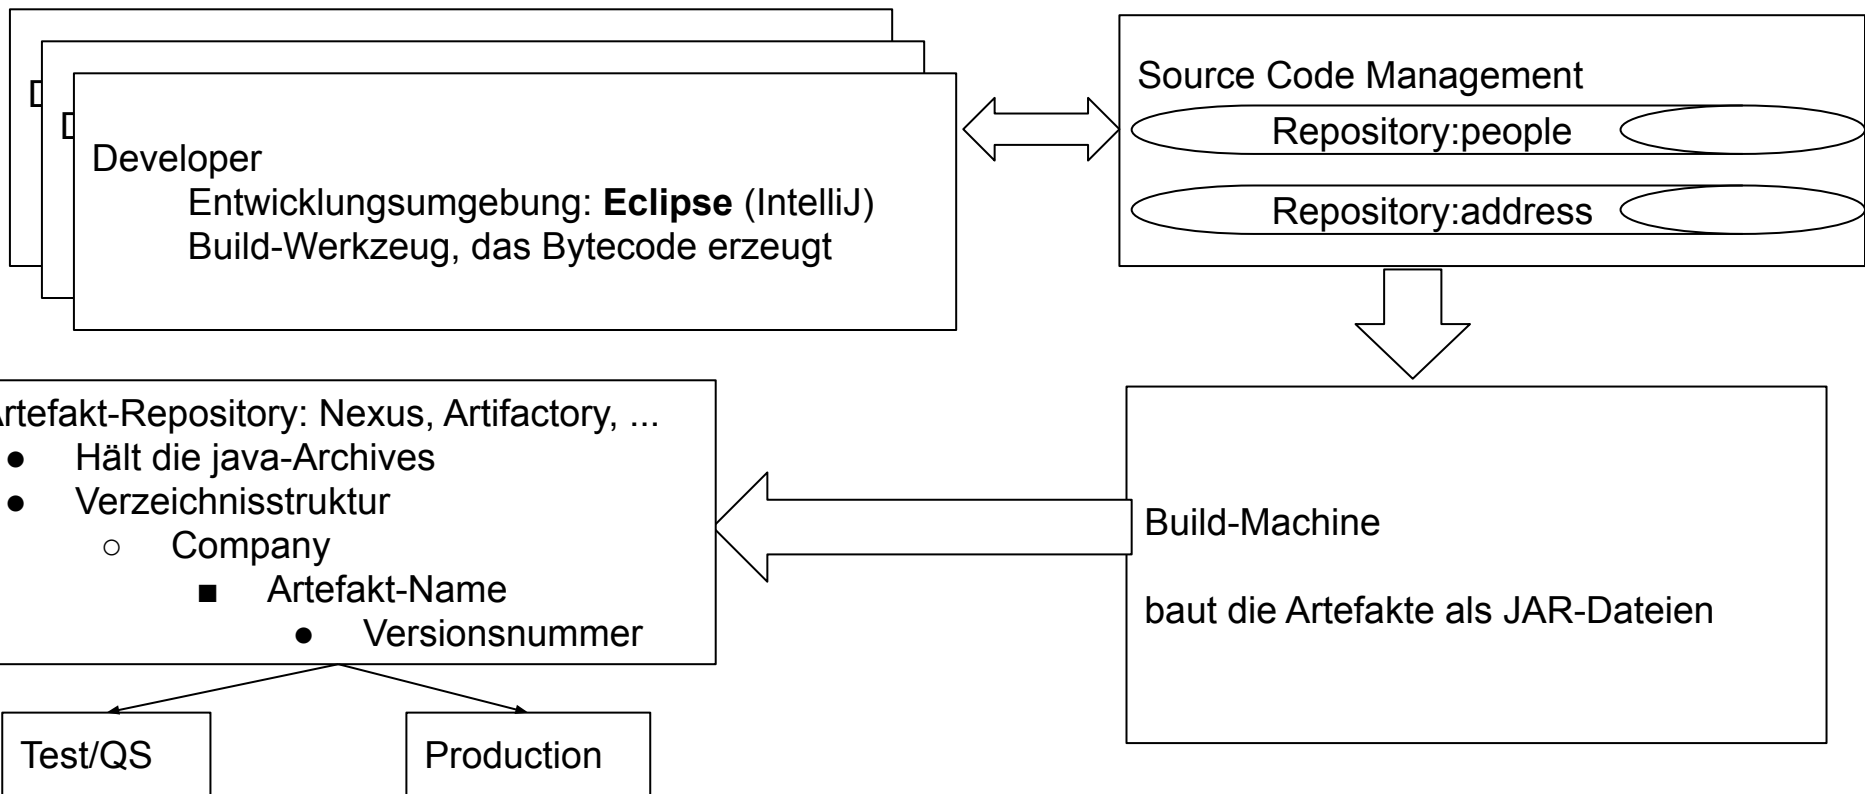 D
D
Developer
Entwicklungsumgebung: Eclipse (IntelliJ)
Build-Werkzeug, das Bytecode erzeugt
Source Code Management
Repository:people
Repository:address
rtefakt-Repository: Nexus, Artifactory, ...
● Hält die java-Archives
● Verzeichnisstruktur
○ Company
■ Artefakt-Name
● Versionsnummer
Build-Machine
baut die Artefakte als JAR-Dateien
Test/QS
Production